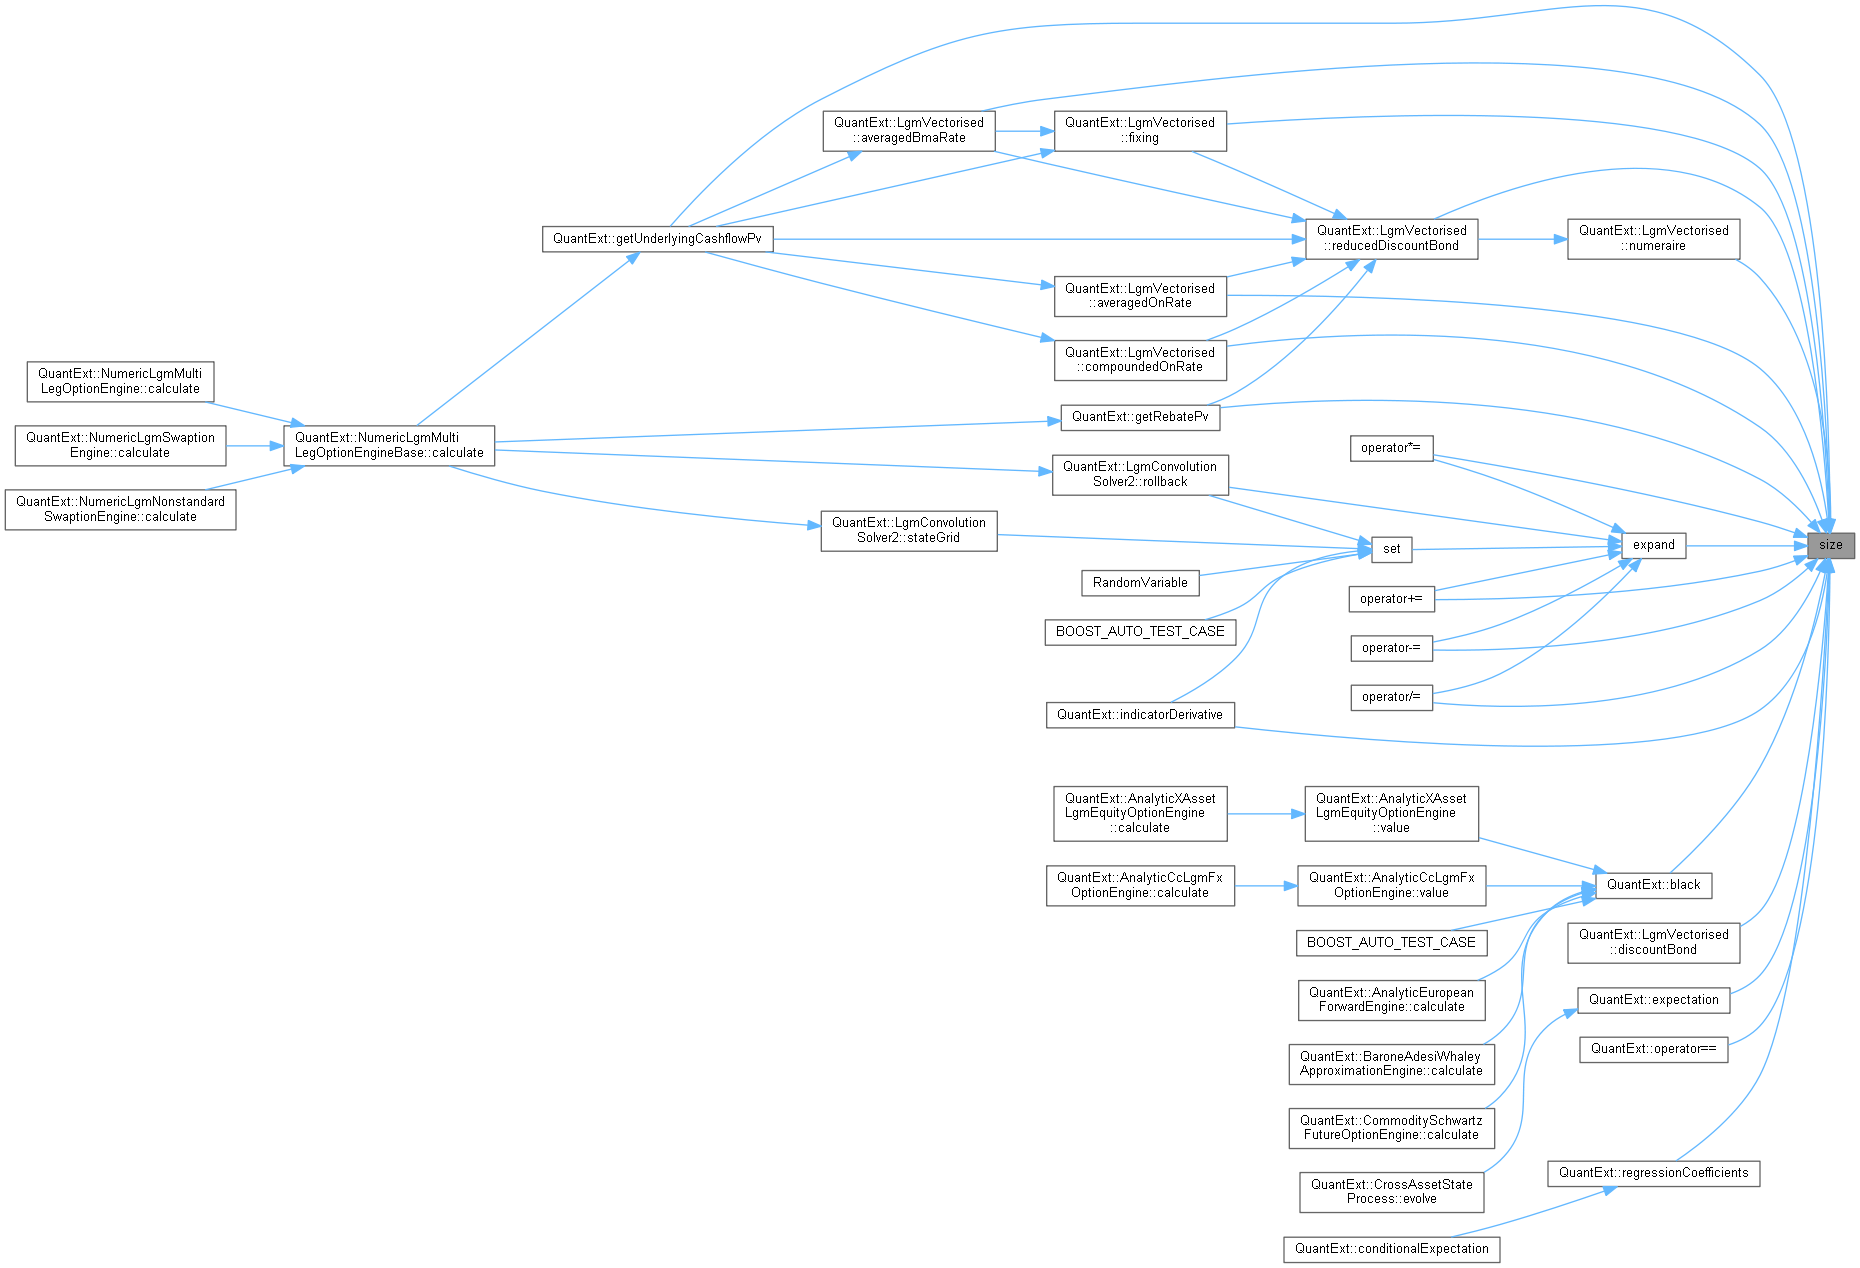 QuantExt::LgmVectorised
::averagedBmaRate
QuantExt::LgmVectorised
::fixing
QuantExt::getUnderlyingCashflowPv
QuantExt::LgmVectorised
::reducedDiscountBond
QuantExt::LgmVectorised
::numeraire
QuantExt::LgmVectorised
::averagedOnRate
QuantExt::LgmVectorised
::compoundedOnRate
QuantExt::NumericLgmMulti
LegOptionEngine::calculate
QuantExt::NumericLgmSwaption
Engine::calculate
QuantExt::NumericLgmNonstandard
SwaptionEngine::calculate
QuantExt::NumericLgmMulti
LegOptionEngineBase::calculate
QuantExt::getRebatePv
operator*=
QuantExt::LgmConvolution
Solver2::rollback
QuantExt::LgmConvolution
Solver2::stateGrid
set
expand
size
RandomVariable
operator+=
BOOST_AUTO_TEST_CASE
operator-=
operator/=
QuantExt::indicatorDerivative
QuantExt::AnalyticXAsset
LgmEquityOptionEngine
::calculate
QuantExt::AnalyticXAsset
LgmEquityOptionEngine
::value
QuantExt::AnalyticCcLgmFx
OptionEngine::calculate
QuantExt::AnalyticCcLgmFx
OptionEngine::value
QuantExt::black
BOOST_AUTO_TEST_CASE
QuantExt::LgmVectorised
::discountBond
QuantExt::AnalyticEuropean
ForwardEngine::calculate
QuantExt::expectation
QuantExt::operator==
QuantExt::BaroneAdesiWhaley
ApproximationEngine::calculate
QuantExt::CommoditySchwartz
FutureOptionEngine::calculate
QuantExt::CrossAssetState
Process::evolve
QuantExt::regressionCoefficients
QuantExt::conditionalExpectation